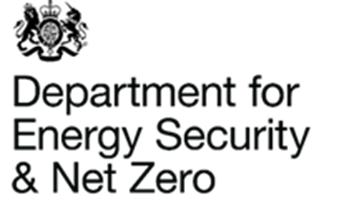 Department for
Energy Security
& Net Zero